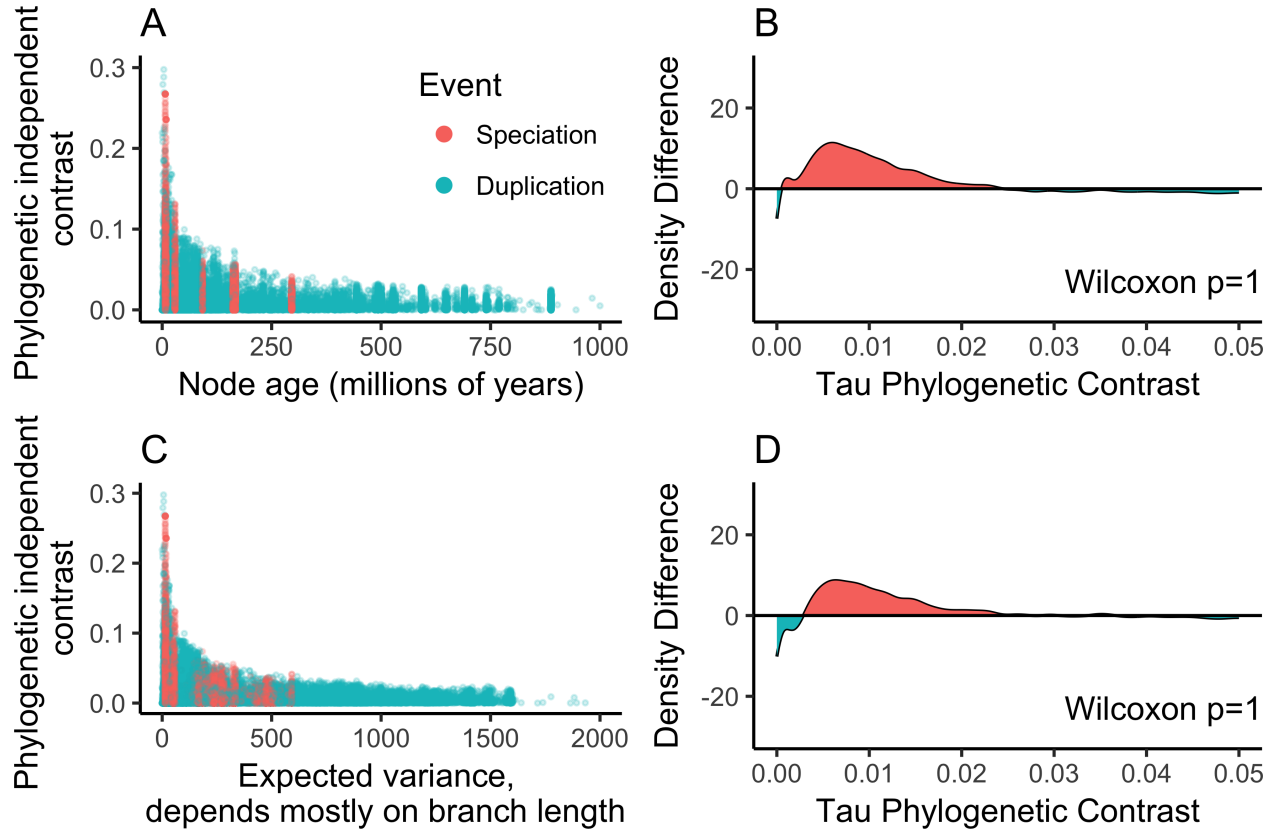 A
Phylogenetic independent
contrast
0.3
0.2
0.1
0.0
Event
Speciation
Duplication
0
250
500
750
1000
Node age (millions of years)
B
Density Difference
20
0
-20
Wilcoxon p=1
0.00
0.01
0.02
0.03
0.04
0.05
Tau Phylogenetic Contrast
C
Phylogenetic independent
contrast
0.3
0.2
0.1
0.0
0
500
1000
1500
2000
Expected variance,
depends mostly on branch length
D
Density Difference
20
0
-20
Wilcoxon p=1
0.00
0.01
0.02
0.03
0.04
0.05
Tau Phylogenetic Contrast